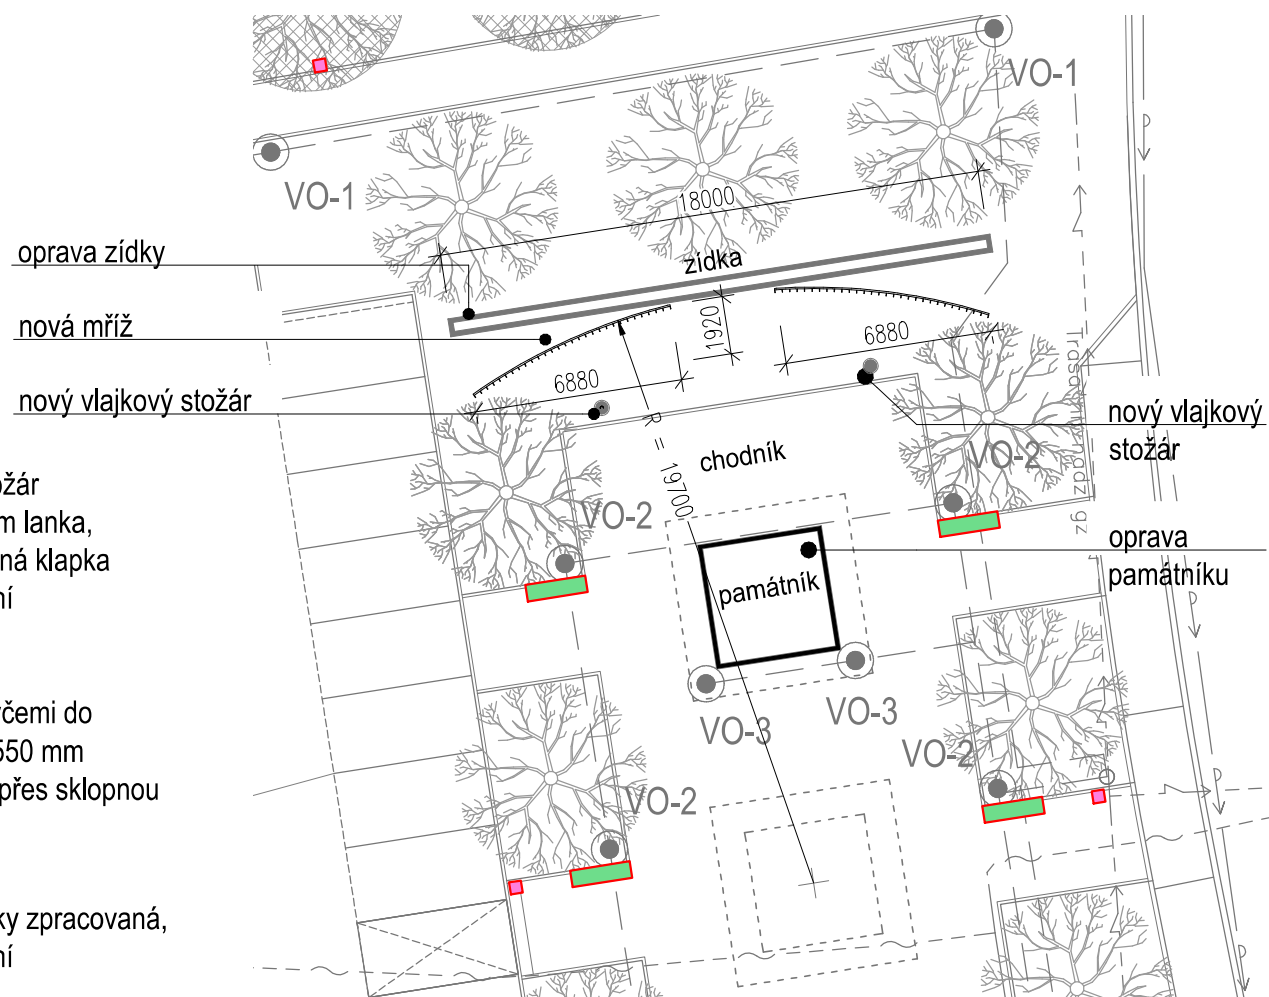 VO-1
VO-1
18000
oprava zídky
zídka
nová mříž
1920
6880
6880
nový vlajkový stožár
nový vlajkový
stožár
chodník
R = 19700
VO-2
VO-2
ožár
m lanka,
ná klapka
ní
oprava
památníku
památník
VO-3
VO-3
VO-2
VO-2
yčemi do
550 mm
přes sklopnou
ky zpracovaná,
ní